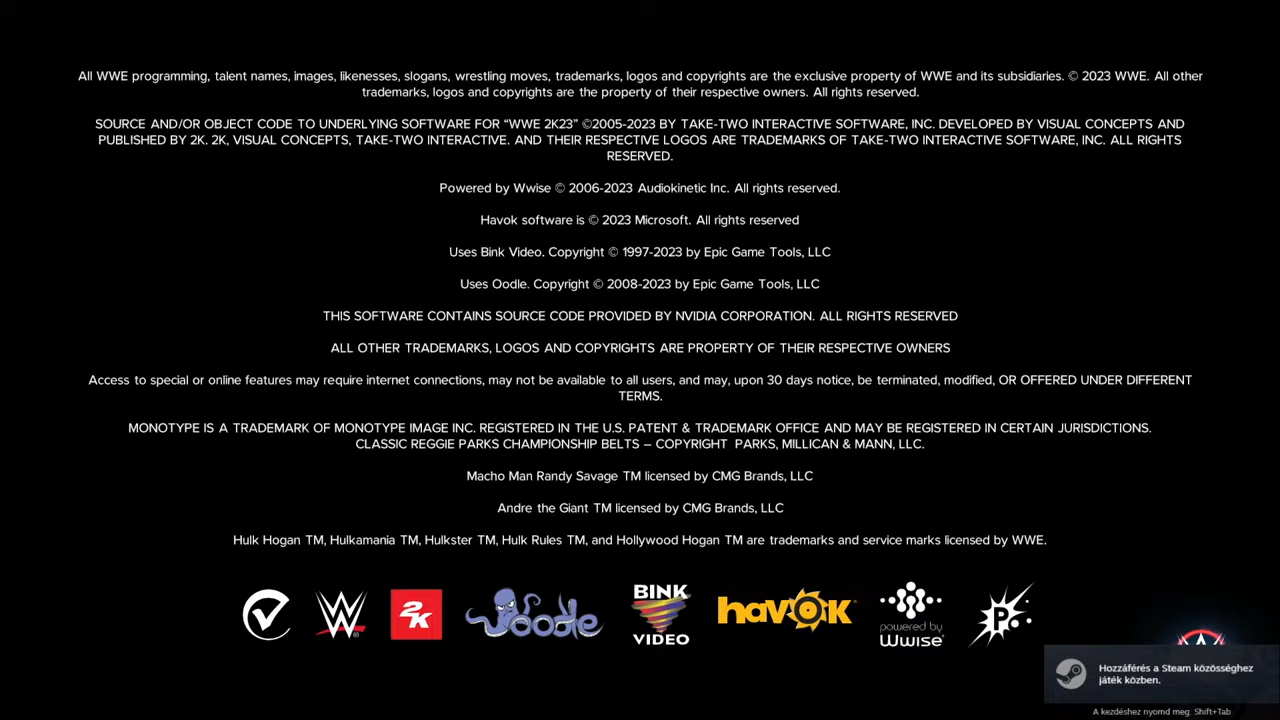 All WWE programming, talent names, images, likenesses, slogans, wrestling moves, trademarks, logos and copyrights are the exclusive property of WWE and its subsidiaries. © 2023 WWE. All other
trademarks, logos and copyrights are the property of their respective owners. All rights reserved.
SOURCE AND/OR OBJECT CODE TO UNDERLYING SOFTWARE FOR “WWE 2K23” ©2005-2023 BY TAKE-TWO INTERACTIVE SOFTWARE, INC. DEVELOPED BY VISUAL CONCEPTS AND
PUBLISHED BY 2K. 2K, VISUAL CONCEPTS, TAKE-TWO INTERACTIVE. AND THEIR RESPECTIVE LOGOS ARE TRADEMARKS OF TAKE-TWO INTERACTIVE SOFTWARE, INC. ALL RIGHTS
RESERVED.
Powered by Wwise © 2006-2023 Audiokinetic Inc. All rights reserved.
Havok software is © 2023 Microsoft. All rights reserved
Uses Bink Video. Copyright © 1997-2023 by Epic Game Tools, LLC
Uses Oodle. Copyright © 2008-2023 by Epic Game Tools, LLC
THIS SOFTWARE CONTAINS SOURCE CODE PROVIDED BY NVIDIA CORPORATION. ALL RIGHTS RESERVED
ALL OTHER TRADEMARKS, LOGOS AND COPYRIGHTS ARE PROPERTY OF THEIR RESPECTIVE OWNERS
Access to special or online features may require internet connections, may not be available to all users, and may, upon 30 days notice, be terminated, modified, OR OFFERED UNDER DIFFERENT
TERMS.
MONOTYPE IS A TRADEMARK OF MONOTYPE IMAGE INC. REGISTERED IN THE U.S. PATENT & TRADEMARK OFFICE AND MAY BE REGISTERED IN CERTAIN JURISDICTIONS.
CLASSIC REGGIE PARKS CHAMPIONSHIP BELTS – COPYRIGHT PARKS, MILLICAN & MANN, LLC.
Macho Man Randy Savage TM licensed by CMG Brands, LLC
Andre the Giant TM licensed by CMG Brands, LLC
Hulk Hogan TM, Hulkamania TM, Hulkster TM, Hulk Rules TM, and Hollywood Hogan TM are trademarks and service marks licensed by WWE.
W 2K oodle BINK VIDEO havok powered by Wwise P
Hozzáférés a Steam közösséghez
játék közben.
A kezdéshez nyomd meg: Shift+Tab